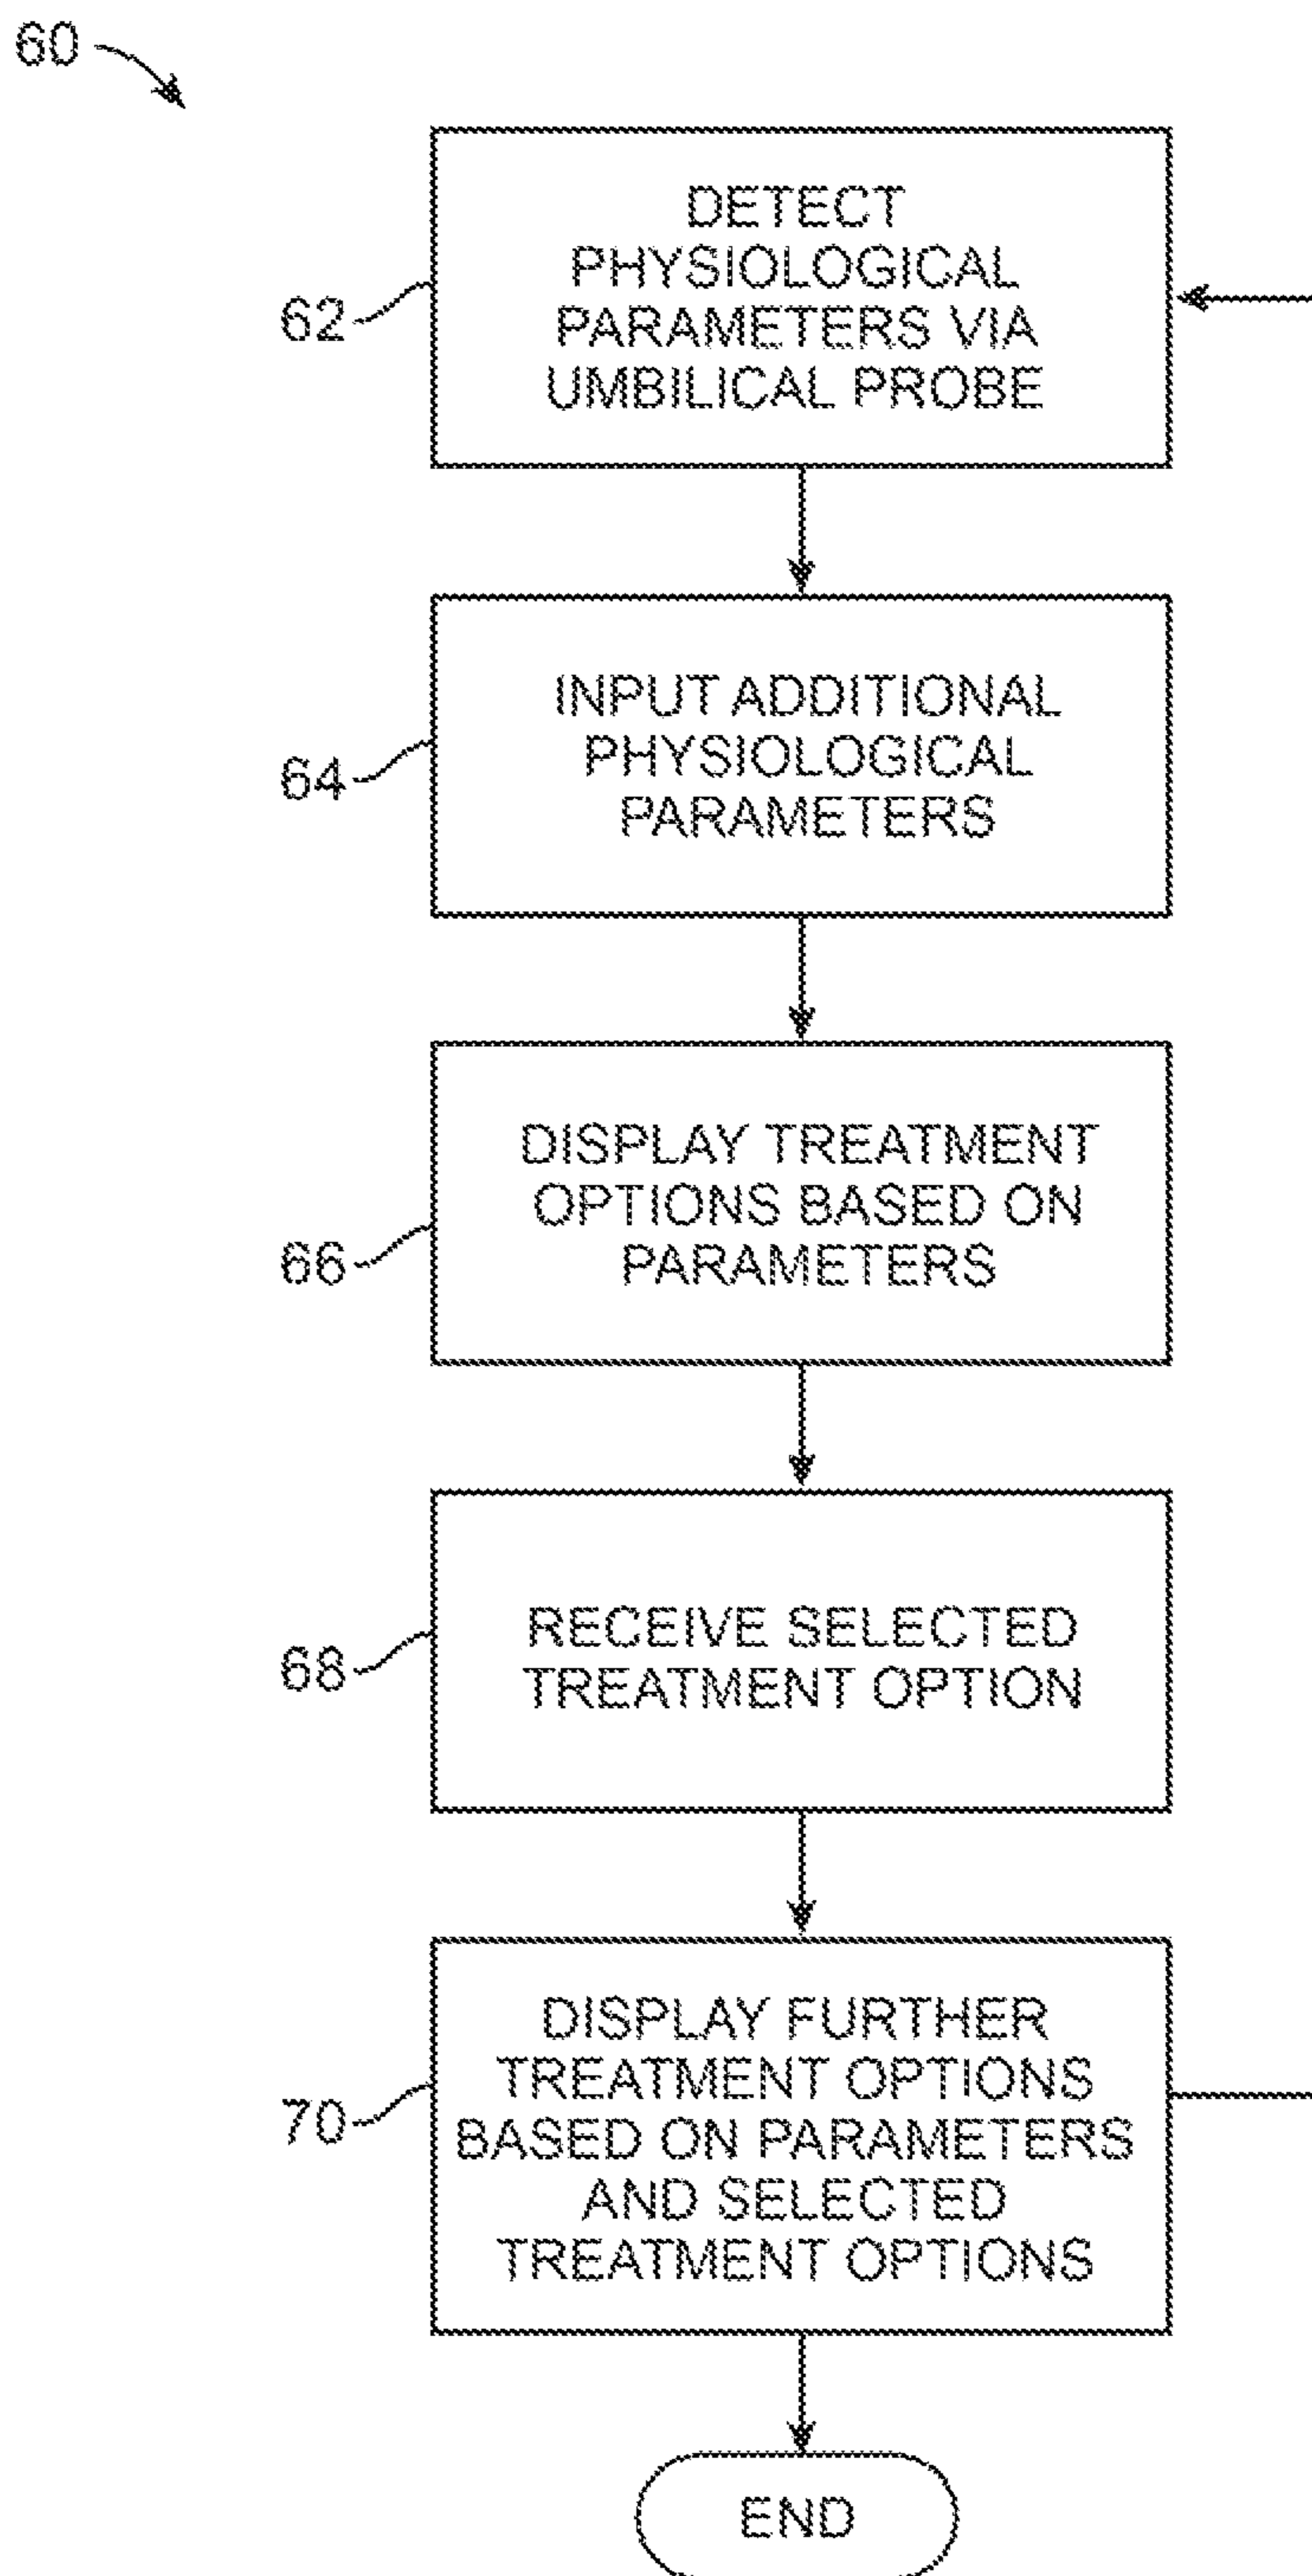 60
DETECT
PHYSIOLOGICAL
PARAMETERS VIA
UMBILICAL PROBE
62
INPUT ADDITIONAL
PHYSIOLOGICAL
PARAMETERS
64
DISPLAY TREATMENT
OPTIONS BASED ON
PARAMETERS
66
RECEIVE SELECTED
TREATMENT OPTION
68
DISPLAY FURTHER
TREATMENT OPTIONS
BASED ON PARAMETERS
AND SELECTED
TREATMENT OPTIONS
70
END